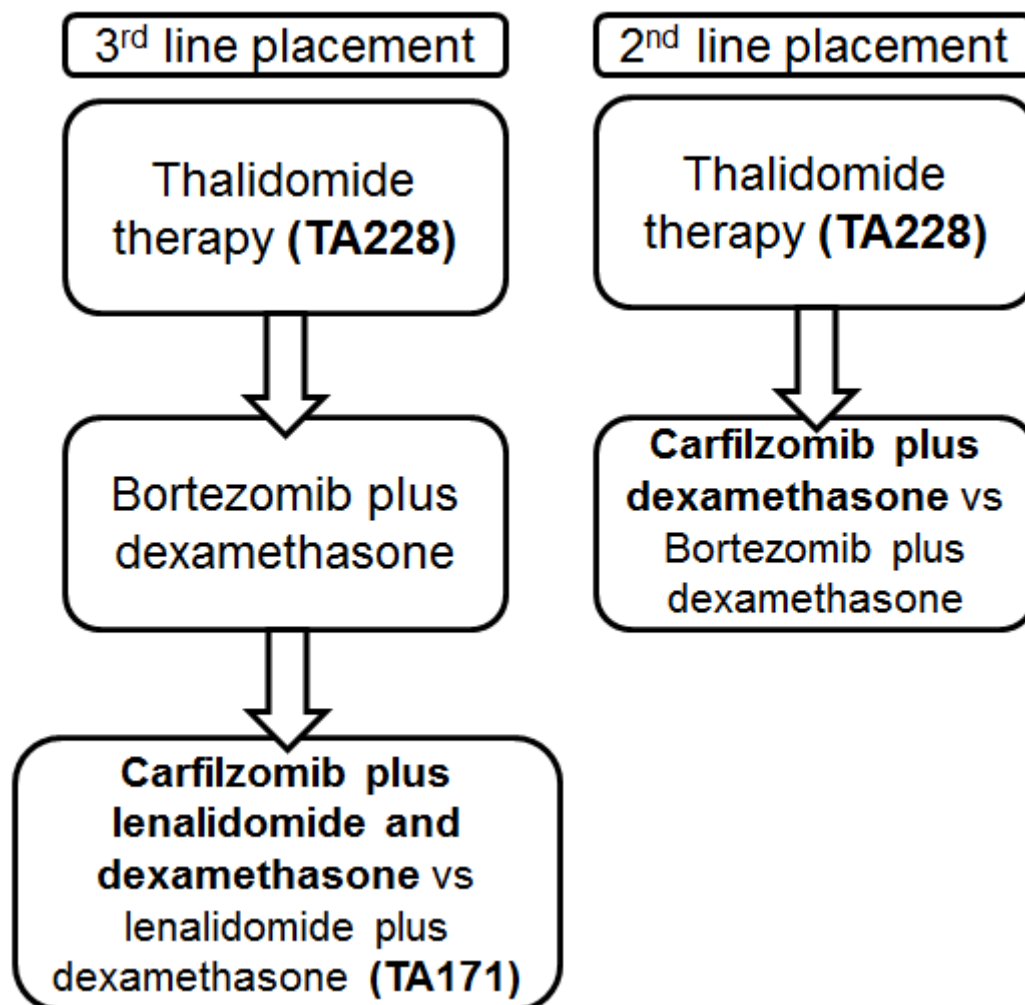 3rd line placement
Thalidomide
therapy (TA228)
Bortezomib plus
dexamethasone
Carfilzomib plus
lenalidomide and
dexamethasone vs
lenalidomide plus
dexamethasone (TA171)
2nd line placement
Thalidomide
therapy (TA228)
Carfilzomib plus
dexamethasone vs
Bortezomib plus
dexamethasone